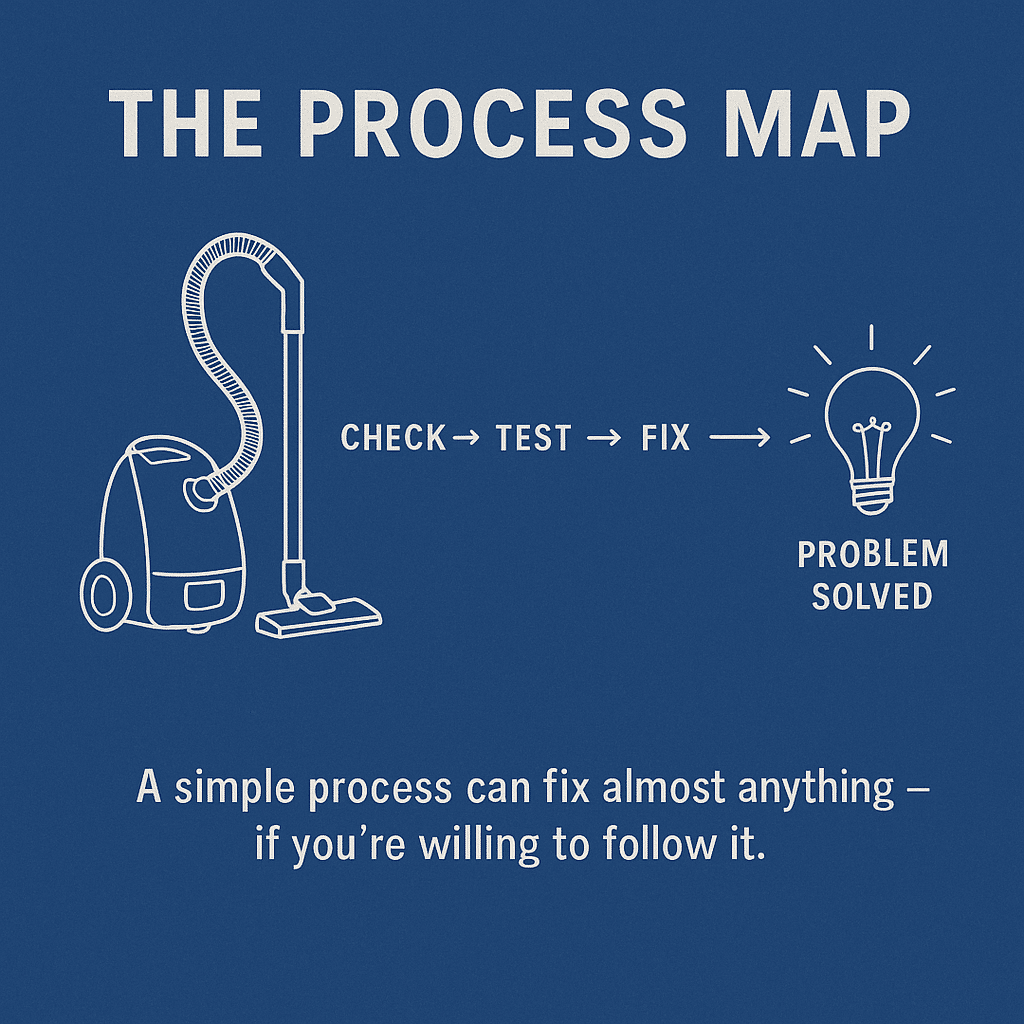 THE PROCESS MAP
CHECK → TEST → FIX →
PROBLEM
SOLVED
A simple process can fix almost anything –
if you're willing to follow it.